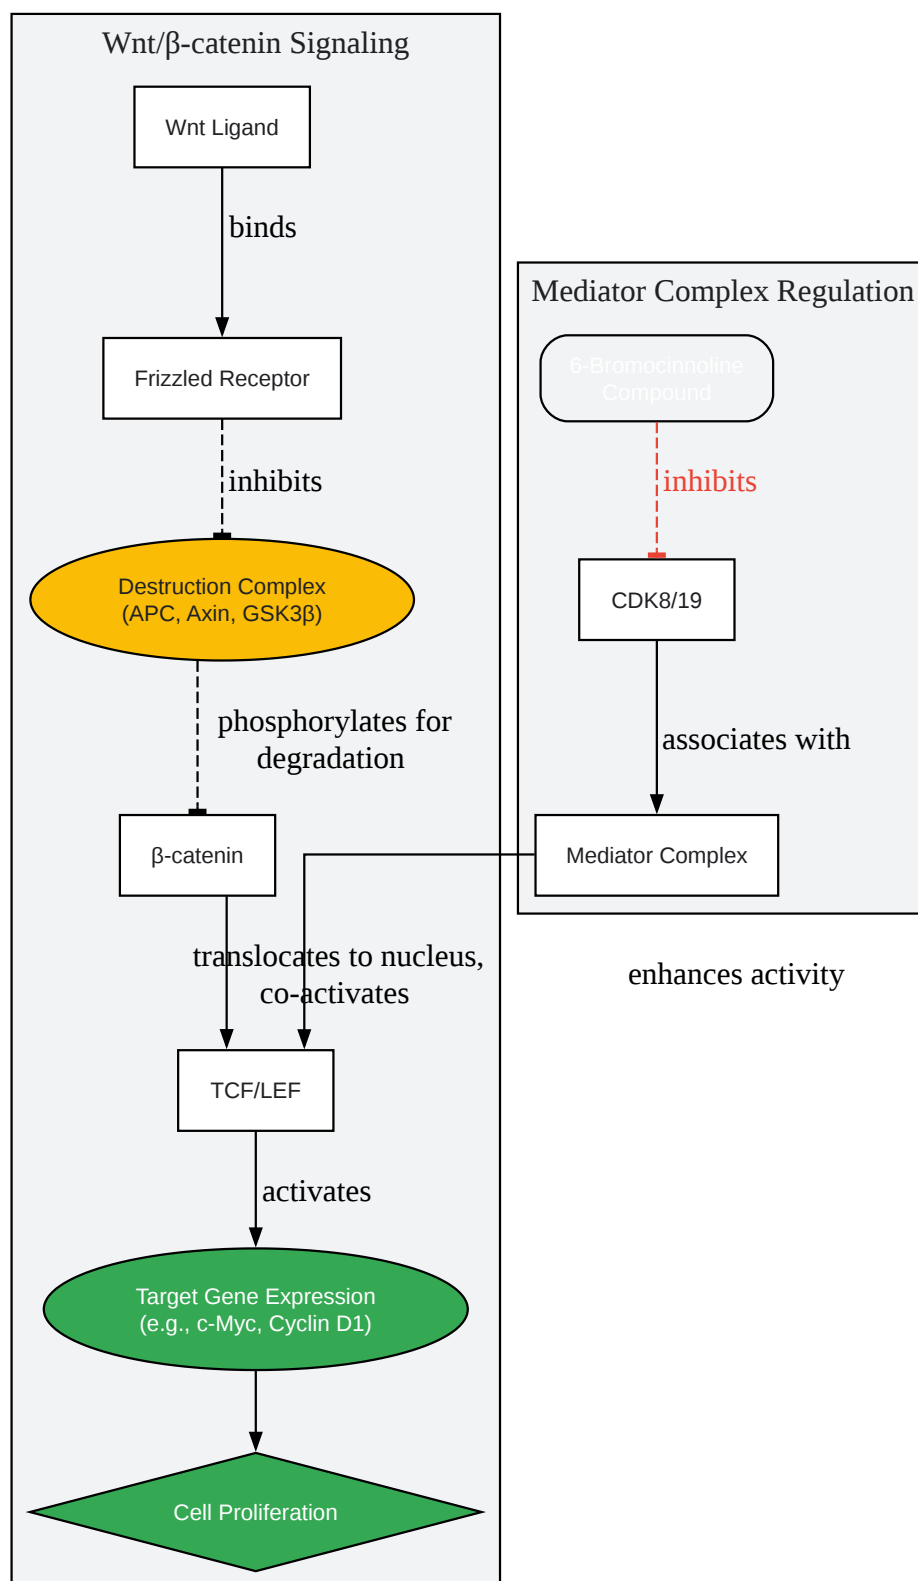 Wnt/β-catenin Signaling
Wnt Ligand
binds
Frizzled Receptor
inhibits
Destruction Complex
(APC, Axin, GSK3β)
phosphorylates for
degradation
β-catenin
translocates to nucleus,
co-activates
TCF/LEF
activates
Target Gene Expression
(e.g., c-Myc, Cyclin D1)
Cell Proliferation
Mediator Complex Regulation
6-Bromocinnoline
Compound
inhibits
CDK8/19
associates with
Mediator Complex
enhances activity